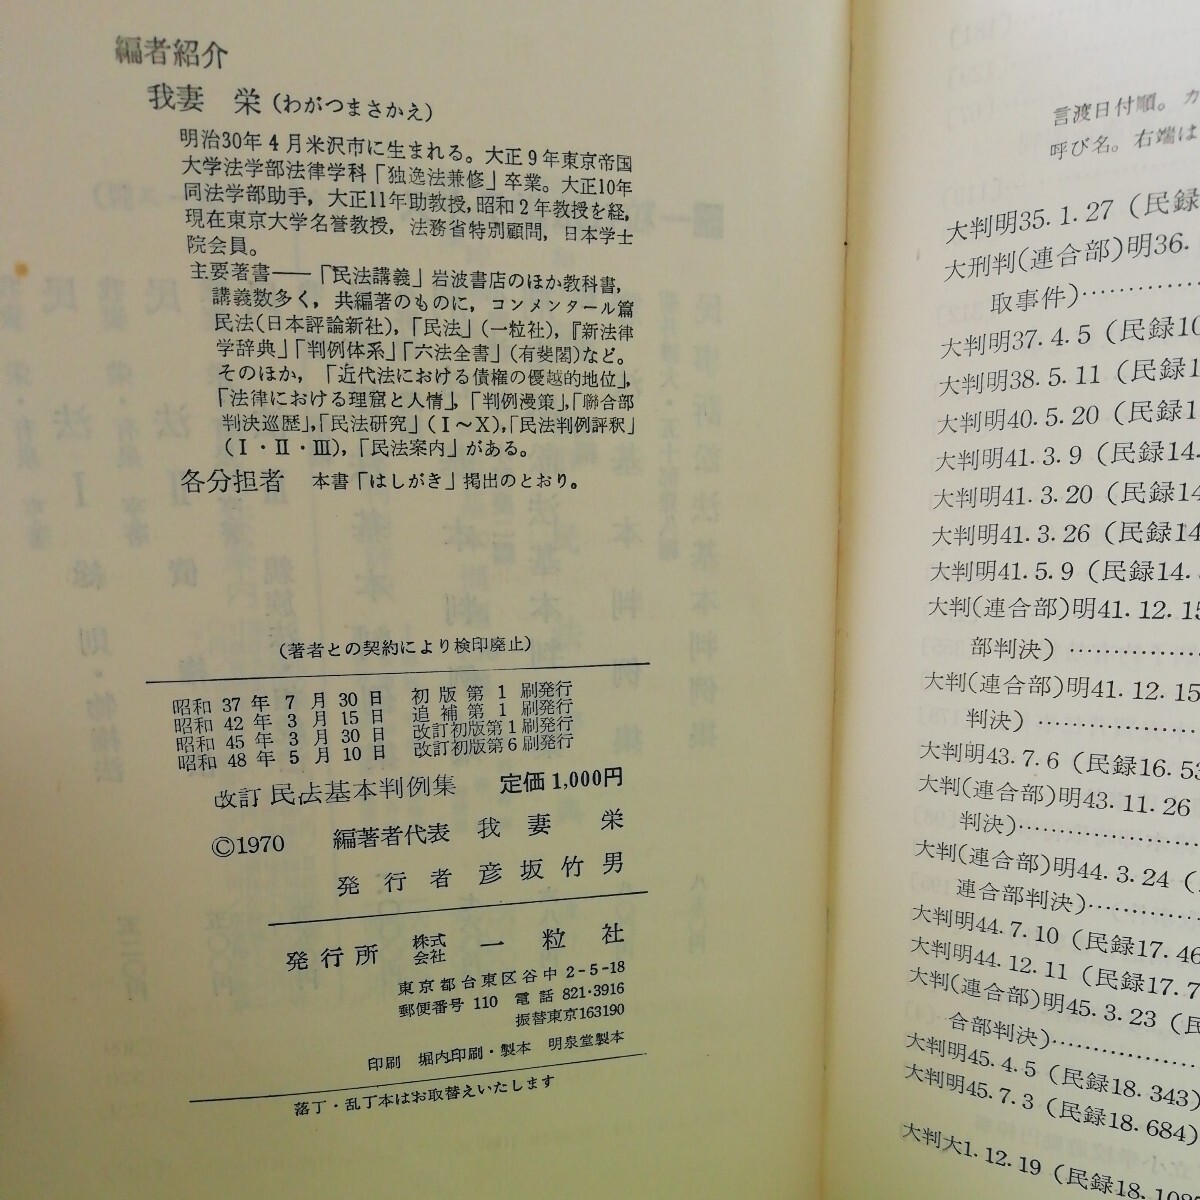 編者紹介
我妻 栄(わがつまさかえ)
明治30年4月米沢市に生まれる。大正9年東京帝国
大学法学部法律学科「独逸法兼修」卒業。大正10年
同法学部助手，大正11年助教授，昭和2年教授を経，
現在東京大学名誉教授，法務省特別顧問，日本学士
院会員。
主要著書――「民法講義」岩波書店のほか教科書，
講義数多く，共編著のものに，コンメンタール篇
民法(日本評論新社)，「民法」(一粒社)，『新法律
学辞典」「判例体系」「六法全書」(有斐閣)など。
そのほか，「近代法における債権の優越的地位」，
「法律における理窟と人情」，「判例漫策」，「聯合部
判決巡歴」，「民法研究」(Ⅰ～Ⅹ)，「民法判例評釈」
(Ⅰ・Ⅱ・Ⅲ)，「民法案内」がある。
各分担者 本書「はしがき」掲出のとおり。
(著者との契約により検印廃止)
昭和 37 年 7 月 30 日 初版第1刷発行
昭和 42 年 3 月 15 日 追補第1刷発行
昭和 45 年 3 月 30 日 改訂初版第1刷発行
昭和 48 年 5 月 10 日 改訂初版第6刷発行
改訂 民法基本判例集 定価 1,000円
©1970 編著者代表 我妻 栄
発行者 彦坂竹男
発行所 株式会社 一粒社
東京都台東区谷中 2-5-18
郵便番号 110 電話 821・3916
振替東京163190
印刷 堀内印刷・製本 明泉堂製本
落丁・乱丁本はお取替えいたします
言渡日付順。カ
呼び名。右端は
大判明35.1.27 (民録
大刑判(連合部)明36.
取事件)……………
大判明37.4.5 (民録10
大判明38.5.11 (民録1
大判明40.5.20 (民録1
大判明41.3.9 (民録14.
大判明41.3.20 (民録14
大判明41.3.26 (民録14
大判明41.5.9 (民録14.
大判(連合部)明41.12.15
部判決) ……………
大判(連合部)明41.12.15
判決) ……………
大判明43.7.6 (民録16.53
大判(連合部)明43.11.26
判決)……………
大判(連合部)明44.3.24 (
連合部判決)……………
大判明44.7.10 (民録17.46
大判明44.12.11 (民録17.7
大判(連合部)明45.3.23 (民
合部判決)……………
大判明45.4.5 (民録18.343)
大判明45.7.3 (民録18.684)
大判大1.12.19 (民録18.